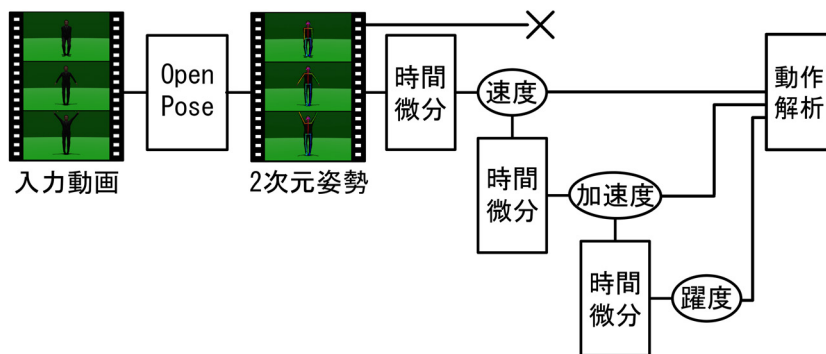 Open
Pose
時間
微分
速度
動作
解析
入力動画
2次元姿勢
時間
微分
加速度
時間
微分
躍度